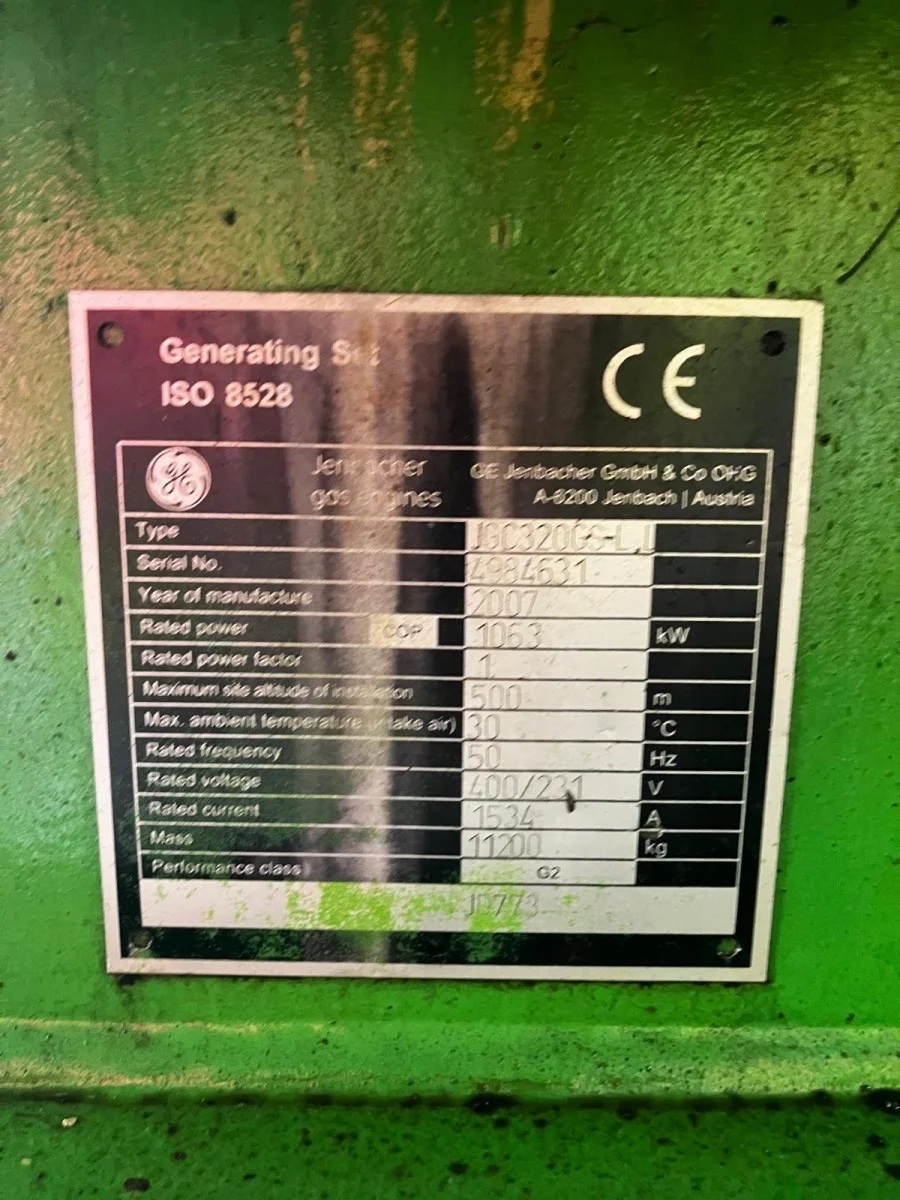 Generating Set
ISO 8528
CE
GE
Jenbacher
gas engines
GE Jenbacher GmbH & Co OHG
A-6200 Jenbach | Austria
Type JGC320GS-L.L
Serial No. 4984631
Year of manufacture 2007
Rated power COP 1063 kW
Rated power factor 1
Maximum site altitude of installation 500 m
Max. ambient temperature (intake air) 30 °C
Rated frequency 50 Hz
Rated voltage 400/231 V
Rated current 1534 A
Mass 11200 kg
Performance class G2
J D773